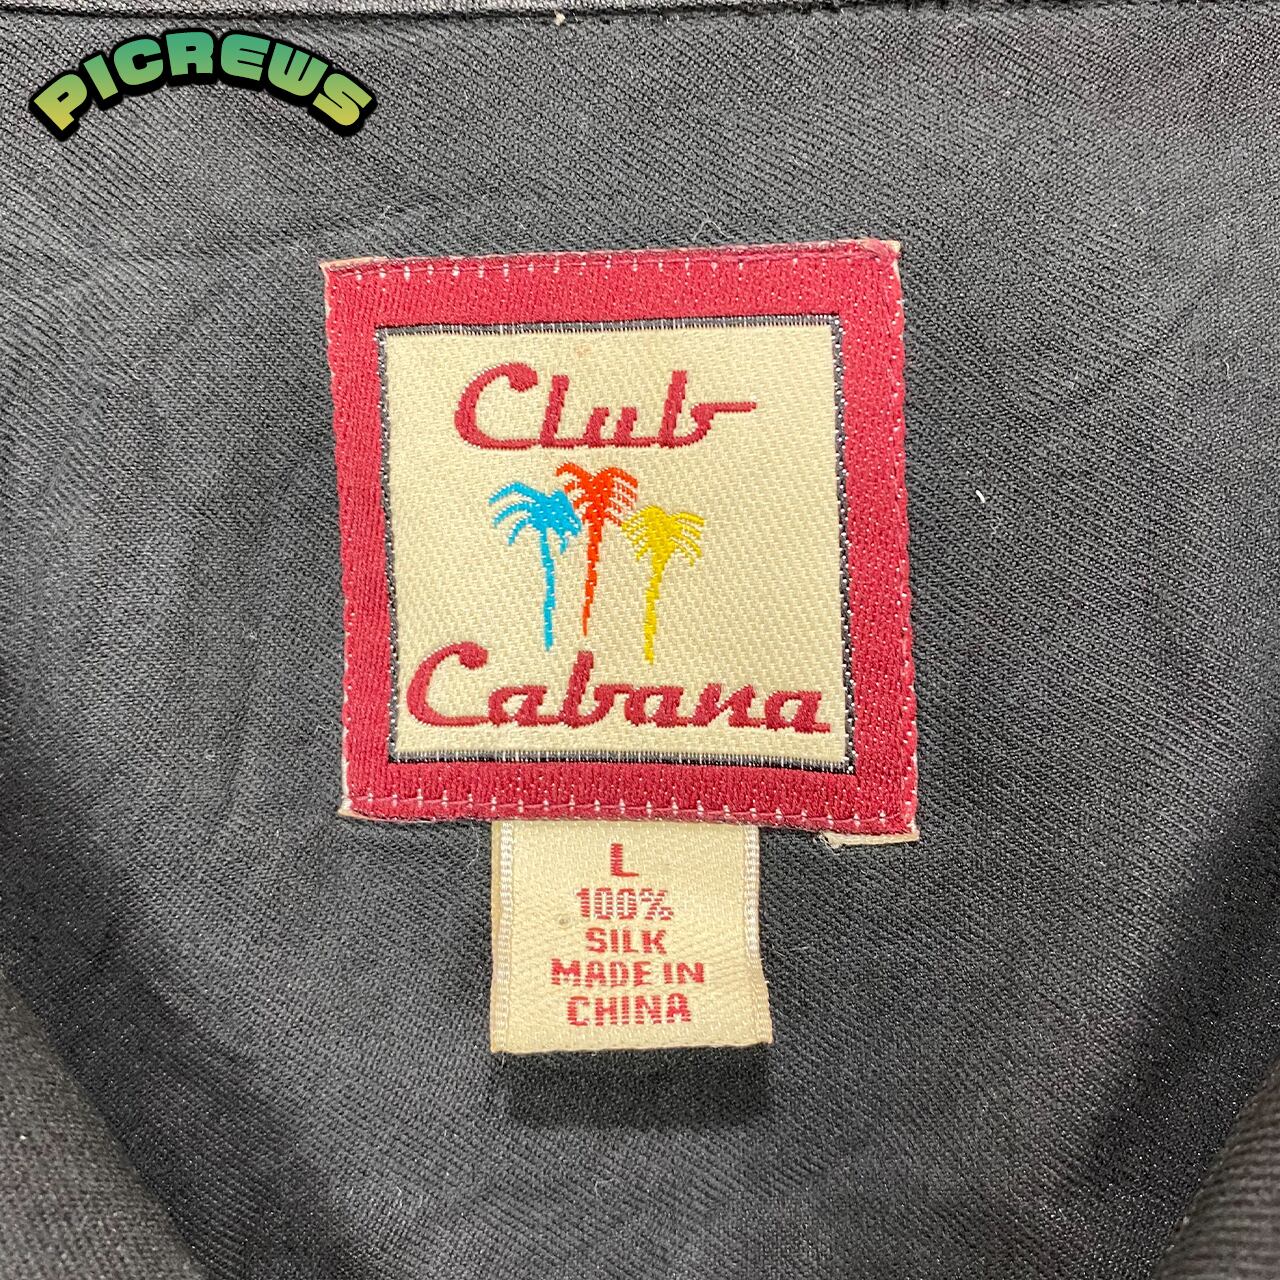 PICREWS
Club
Cabana
L
100%
SILK
MADE IN
CHINA